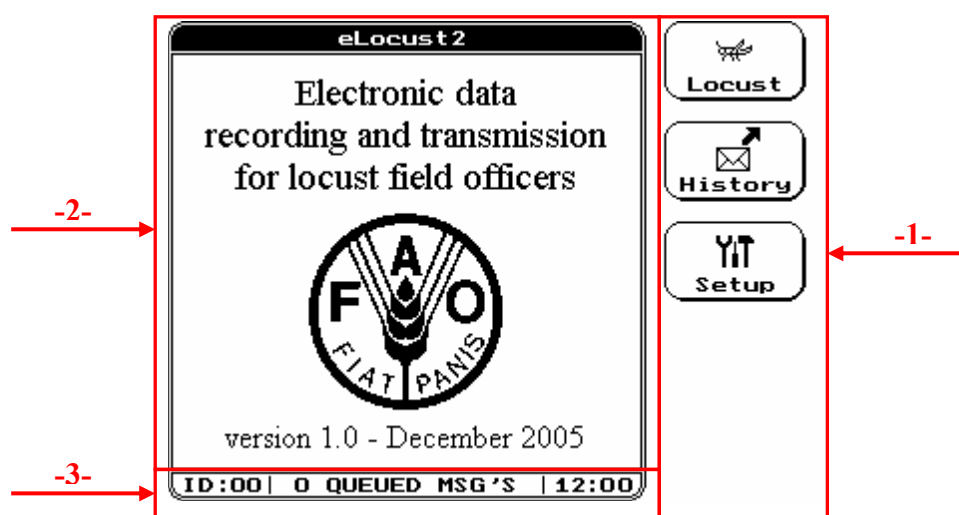 eLocust2
Electronic data
recording and transmission
for locust field officers
F A O
FIAT PANIS
version 1.0 - December 2005
ID:00| 0 QUEUED MSG'S |12:00
Locust
History
Setup
-1-
-2-
-3-